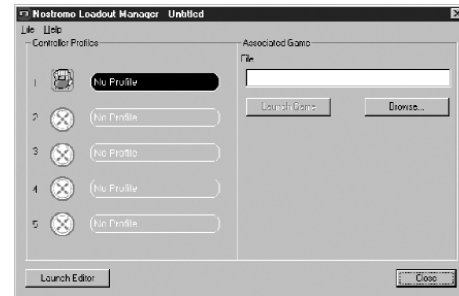 Nostromo Loadout Manager Untitled
File Help
Controller Profiles
Associated Game
File
1 No Profile
2 No Profile
3 No Profile
4 No Profile
5 No Profile
Launch Game
Browse...
Launch Editor
Close